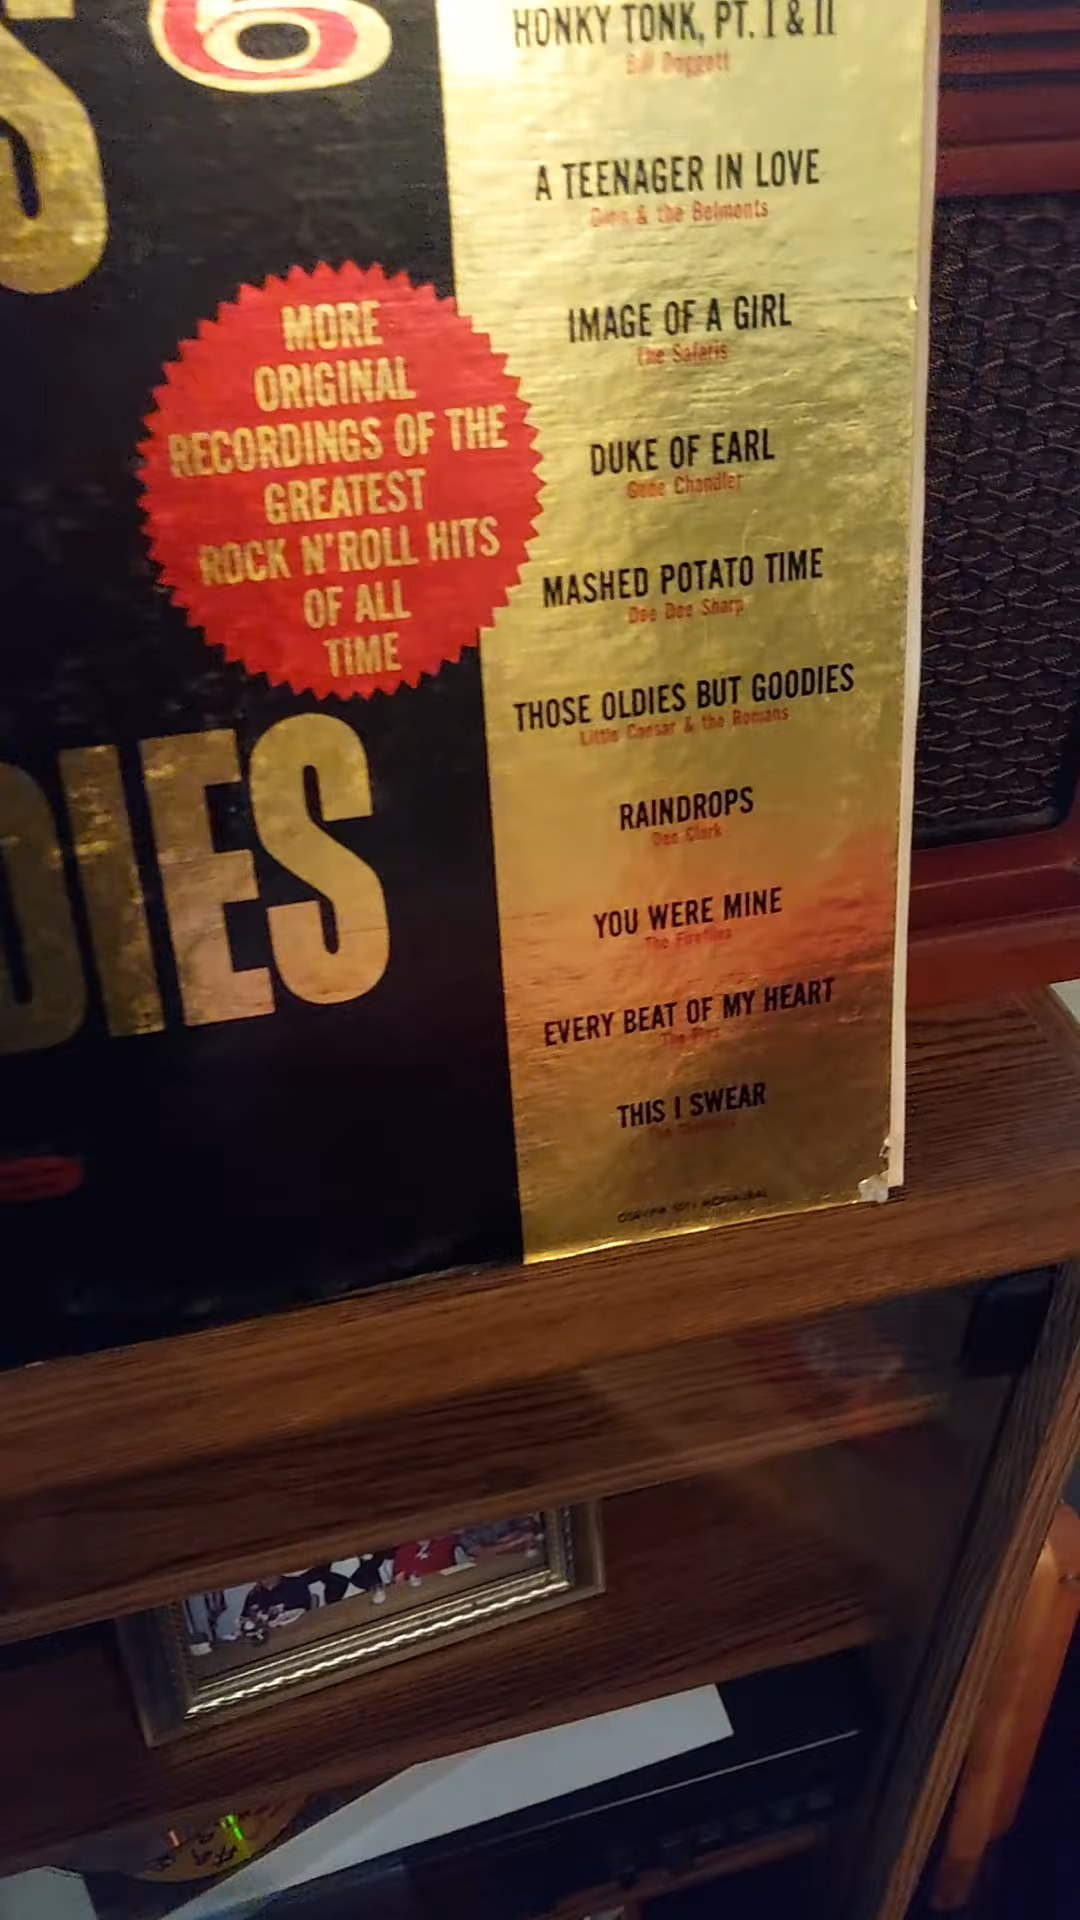 S
6
MORE
ORIGINAL
RECORDINGS OF THE
GREATEST
ROCK N' ROLL HITS
OF ALL
TIME
DIES
HONKY TONK, PT. I & II
Bill Doggett
A TEENAGER IN LOVE
Dion & the Belmonts
IMAGE OF A GIRL
The Safaris
DUKE OF EARL
Gene Chandler
MASHED POTATO TIME
Dee Dee Sharp
THOSE OLDIES BUT GOODIES
Little Caesar & the Romans
RAINDROPS
Dee Clark
YOU WERE MINE
The Fireflies
EVERY BEAT OF MY HEART
The Pips
THIS I SWEAR
MONAURAL